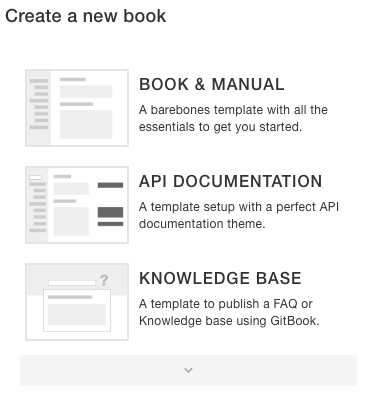 Create a new book
BOOK & MANUAL
A barebones template with all the
essentials to get you started.
API DOCUMENTATION
A template setup with a perfect API
documentation theme.
?
KNOWLEDGE BASE
A template to publish a FAQ or
Knowledge base using GitBook.